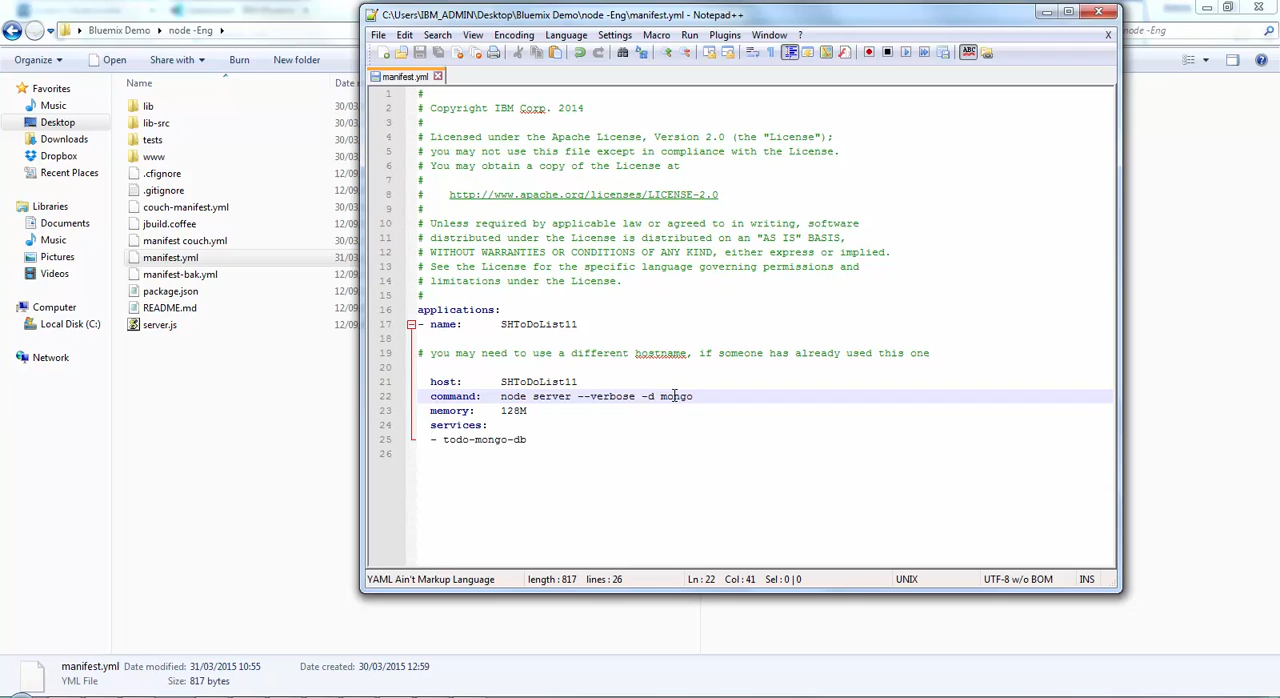 C:\Users\IBM_ADMIN\Desktop\Bluemix Demo\node -Eng\manifest.yml - Notepad++
Bluemix Demo ▸ node -Eng ▸
node -Eng
File Edit Search View Encoding Language Settings Macro Run Plugins Window ?
X
Organize Open Share with Burn New folder
manifest.yml
Name
Date
Favorites
Music
Desktop
Downloads
Dropbox
Recent Places
Libraries
Documents
Music
Pictures
Videos
Computer
Local Disk (C:)
Network
lib 30/03
lib-src 30/03
tests 30/03
www 30/03
.cfignore 12/09
.gitignore 12/09
couch-manifest.yml 12/09
jbuild.coffee 12/09
manifest couch.yml 30/03
manifest.yml 31/03
manifest-bak.yml 12/09
package.json 12/09
README.md 12/09
server.js 12/09
1 #
2 # Copyright IBM Corp. 2014
3 #
4 # Licensed under the Apache License, Version 2.0 (the "License");
5 # you may not use this file except in compliance with the License.
6 # You may obtain a copy of the License at
7 #
8 # http://www.apache.org/licenses/LICENSE-2.0
9 #
10 # Unless required by applicable law or agreed to in writing, software
11 # distributed under the License is distributed on an "AS IS" BASIS,
12 # WITHOUT WARRANTIES OR CONDITIONS OF ANY KIND, either express or implied.
13 # See the License for the specific language governing permissions and
14 # limitations under the License.
15 #
16 applications:
17 - name: SHToDoList11
18
19 # you may need to use a different hostname, if someone has already used this one
20
21 host: SHToDoList11
22 command: node server --verbose -d mongo
23 memory: 128M
24 services:
25 - todo-mongo-db
26
YAML Ain't Markup Language length : 817 lines : 26 Ln : 22 Col : 41 Sel : 0 | 0 UNIX UTF-8 w/o BOM INS
manifest.yml Date modified: 31/03/2015 10:55 Date created: 30/03/2015 12:59
YML File Size: 817 bytes